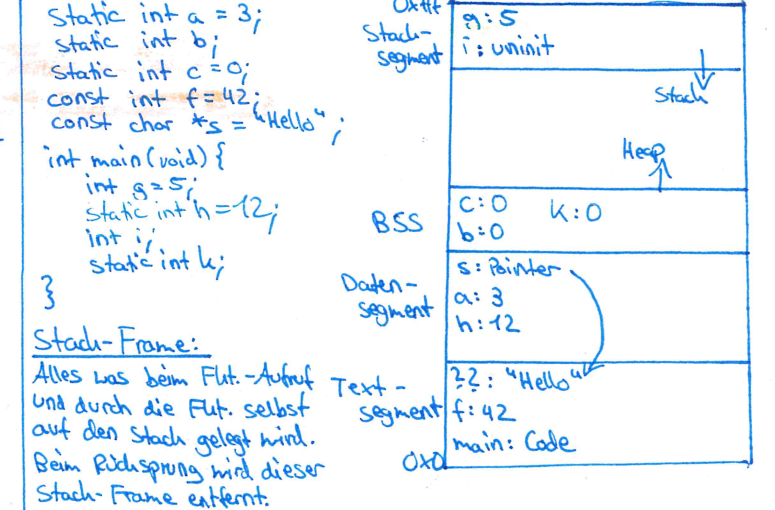 static int a = 3;
static int b;
static int c = 0;
const int f = 42;
const char *s = "Hello";
int main(void) {
int g = 5;
static int h = 12;
int i;
static int k;
}
Stack-Frame:
Alles was beim Fkt.-Aufruf
und durch die Fkt. selbst
auf den Stack gelegt wird.
Beim Rücksprung wird dieser
Stack-Frame entfernt.
Stack-
segment
g: 5
i: uninit
Stack
Heap
BSS
c: 0
k: 0
b: 0
Daten-
segment
s: Pointer
a: 3
h: 12
Text-
segment
??: "Hello"
f: 42
main: Code
0x0